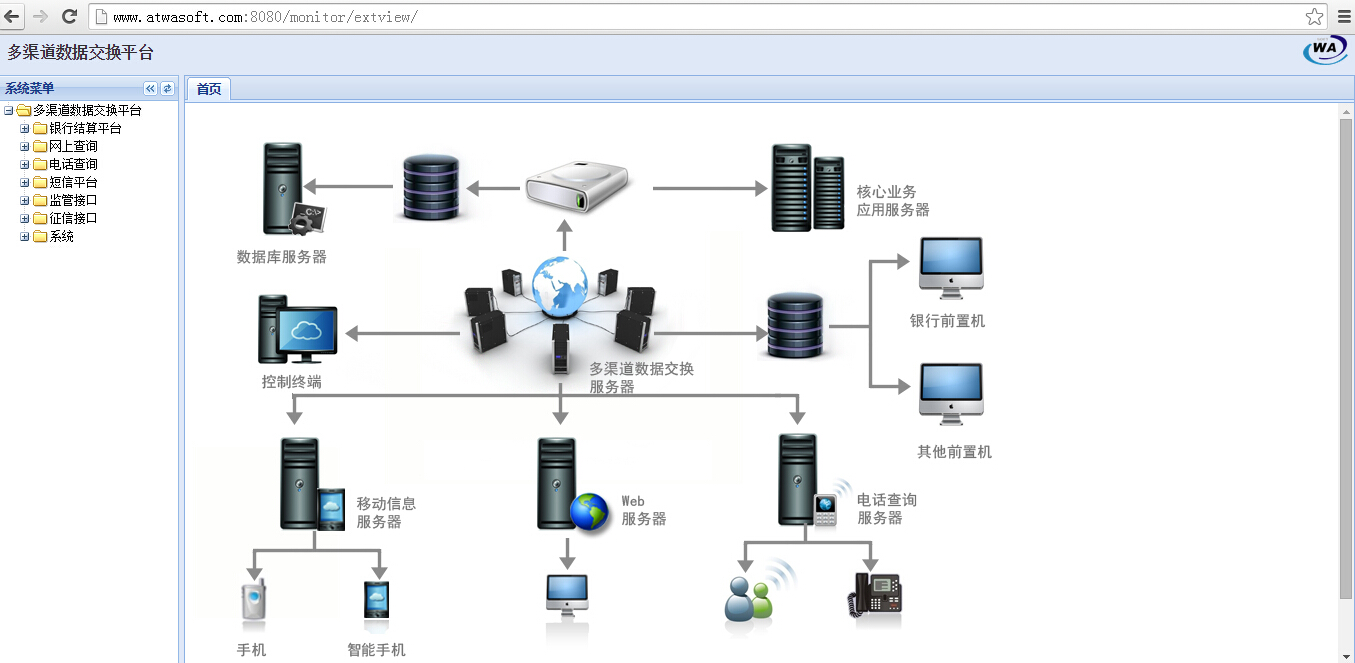 www.atwasoft.com:8080/monitor/extview/
多渠道数据交换平台
WA
系统菜单
首页
多渠道数据交换平台
银行结算平台
网上查询
电话查询
短信平台
监管接口
征信接口
系统
C:\>
核心业务
应用服务器
数据库服务器
银行前置机
多渠道数据交换
服务器
控制终端
其他前置机
移动信息
服务器
Web
服务器
电话查询
服务器
手机
智能手机